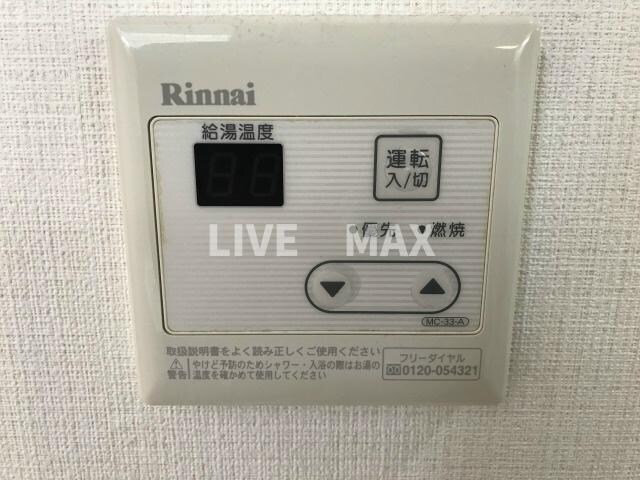 Rinnai
給湯温度
運転
入/切
優先 燃焼
LIVE MAX
▼ ▲
MC-33-A
取扱説明書をよく読み正しくご使用ください
警告 やけど予防のためシャワー・入浴の際はお湯の
温度を確かめて使用してください
フリーダイヤル
0120-054321